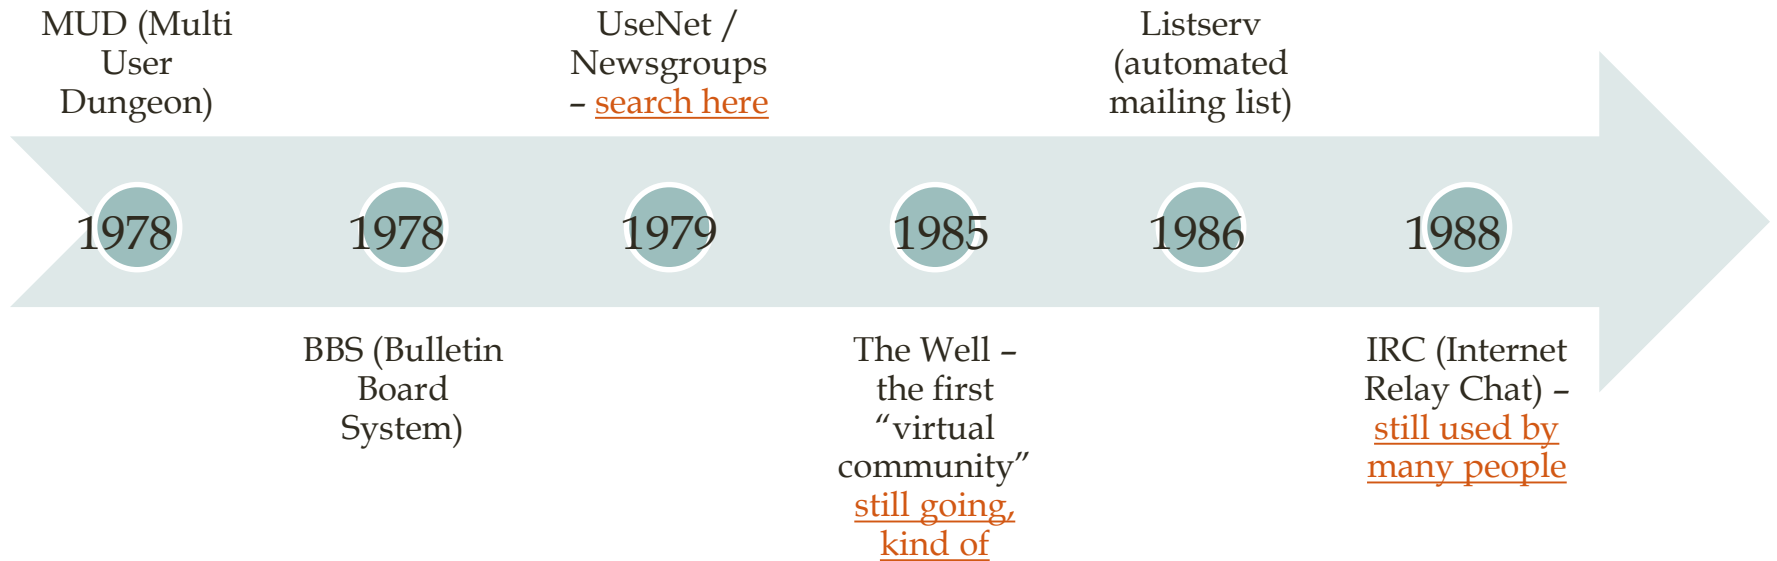 MUD (Multi
User
Dungeon)
UseNet /
Newsgroups
– search here
Listserv
(automated
mailing list)
1978
1978
1979
1985
1986
1988
BBS (Bulletin
Board
System)
The Well –
the first
“virtual
community”
still going,
kind of
IRC (Internet
Relay Chat) –
still used by
many people